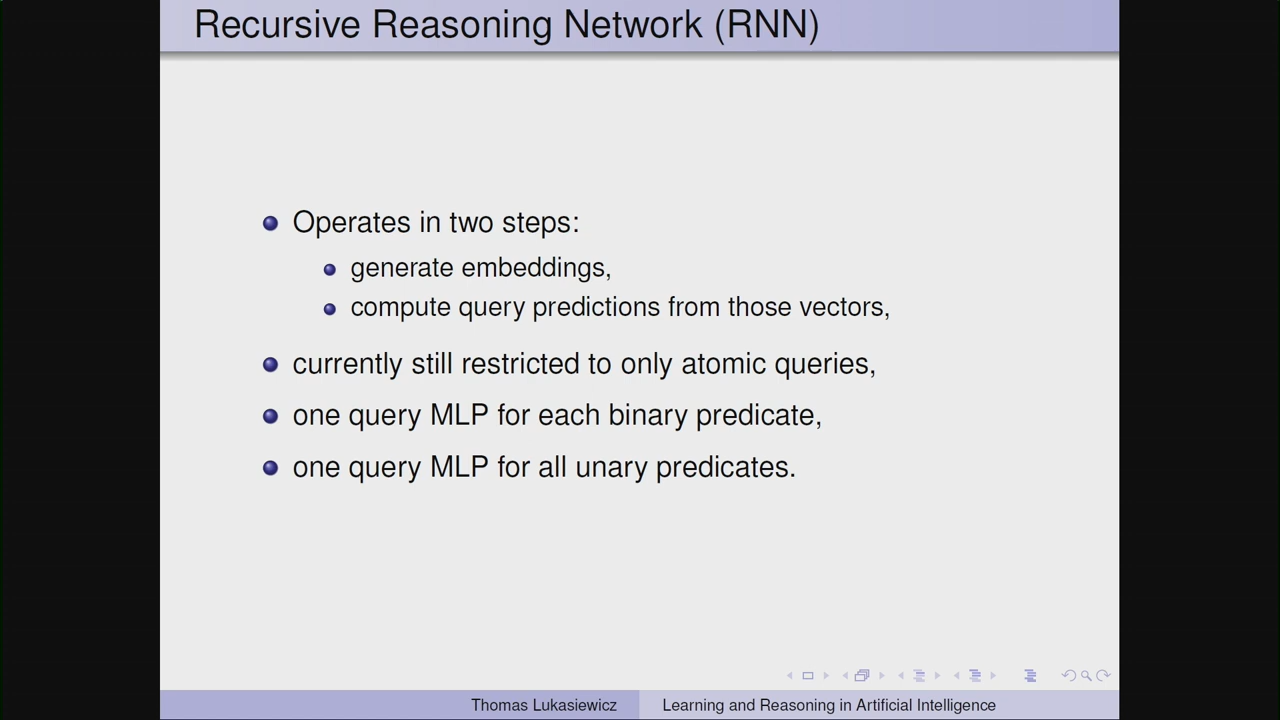 Recursive Reasoning Network (RNN)
Operates in two steps:
generate embeddings,
compute query predictions from those vectors,
currently still restricted to only atomic queries,
one query MLP for each binary predicate,
one query MLP for all unary predicates.
Thomas Lukasiewicz
Learning and Reasoning in Artificial Intelligence